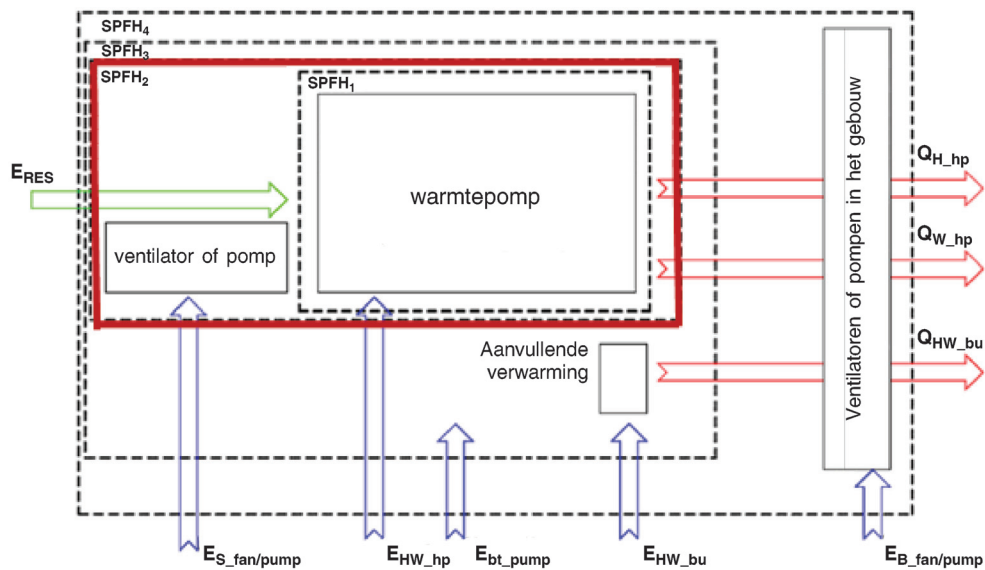 SPFH4
SPFH3
SPFH2
SPFH1
ERES
warmtepomp
ventilator of pomp
Ventilatoren of pompen in het gebouw
QH_hp
QW_hp
QHW_bu
Aanvullende
verwarming
ES_fan/pump
EHW_hp
Ebt_pump
EHW_bu
EB_fan/pump